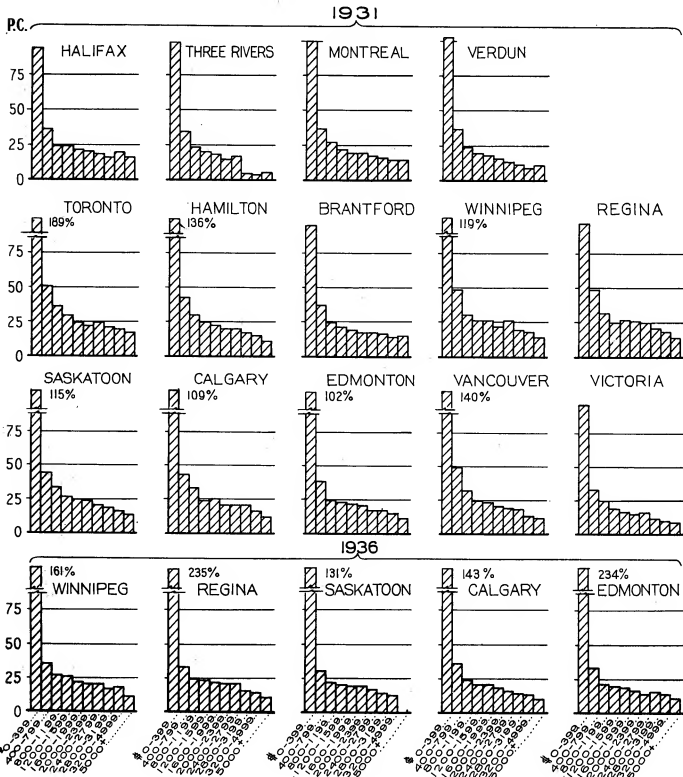 1931
P.C.
HALIFAX THREE RIVERS MONTREAL VERDUN
75
50
25
0
TORONTO HAMILTON BRANTFORD WINNIPEG REGINA
189% 136% 119%
75
50
25
0
SASKATOON CALGARY EDMONTON VANCOUVER VICTORIA
115% 109% 102% 140%
75
50
25
0
1936
161% 235% 131% 143% 234%
WINNIPEG REGINA SASKATOON CALGARY EDMONTON
75
50
25
0